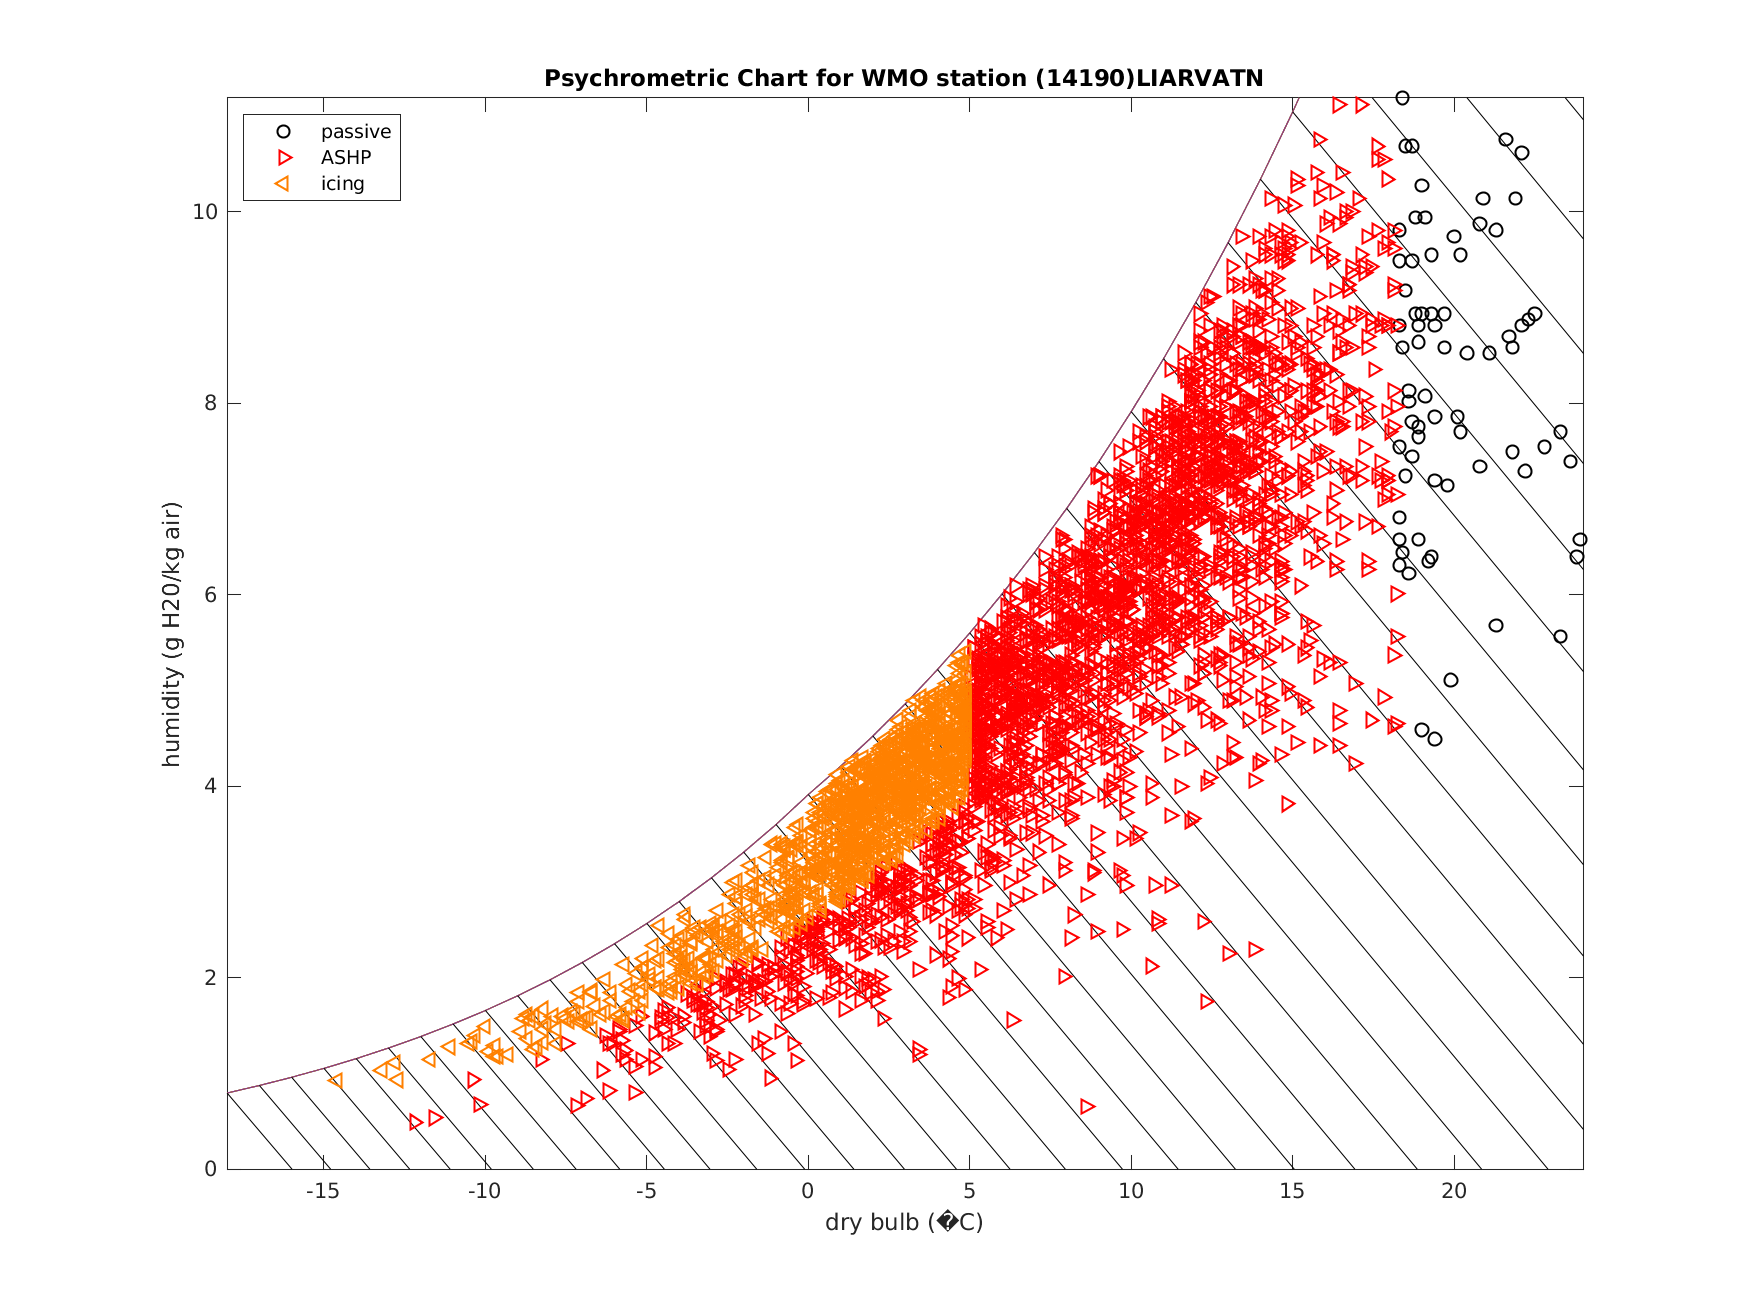 Psychrometric Chart for WMO station (14190)LIARVATN
passive
ASHP
icing
10
8
6
4
2
0
humidity (g H20/kg air)
-15 -10 -5 0 5 10 15 20
dry bulb (�C)